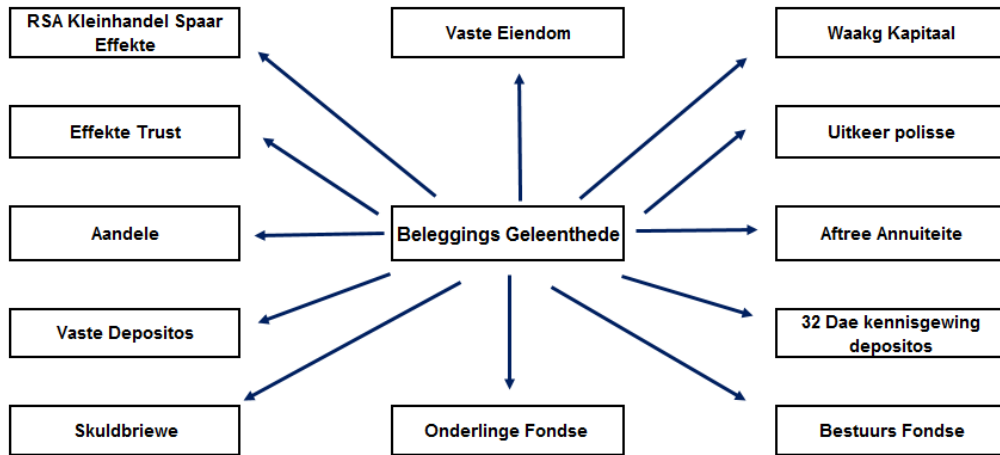 RSA Kleinhandel Spaar
Effekte
Vaste Eiendom
Waakg Kapitaal
Effekte Trust
Uitkeer polisse
Aandele
Beleggings Geleenthede
Aftree Annuiteite
Vaste Depositos
32 Dae kennisgewing
depositos
Skuldbriewe
Onderlinge Fondse
Bestuurs Fondse